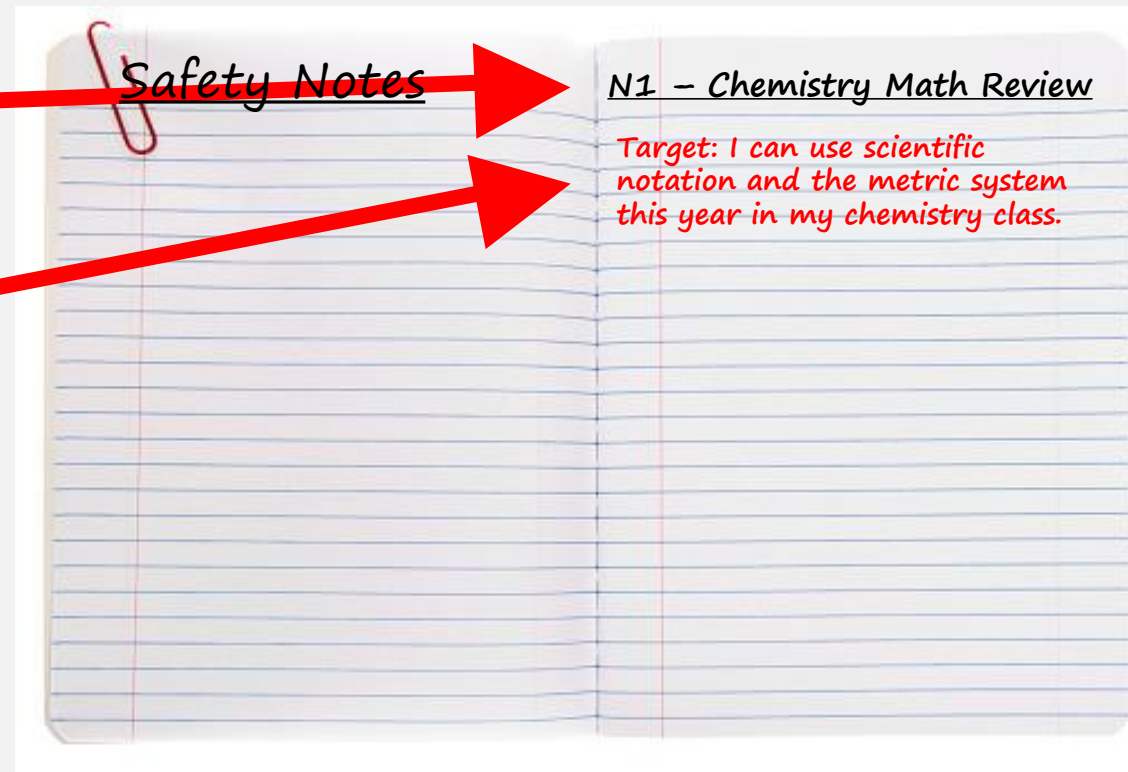 Safety Notes
N1 – Chemistry Math Review
Target: I can use scientific
notation and the metric system
this year in my chemistry class.